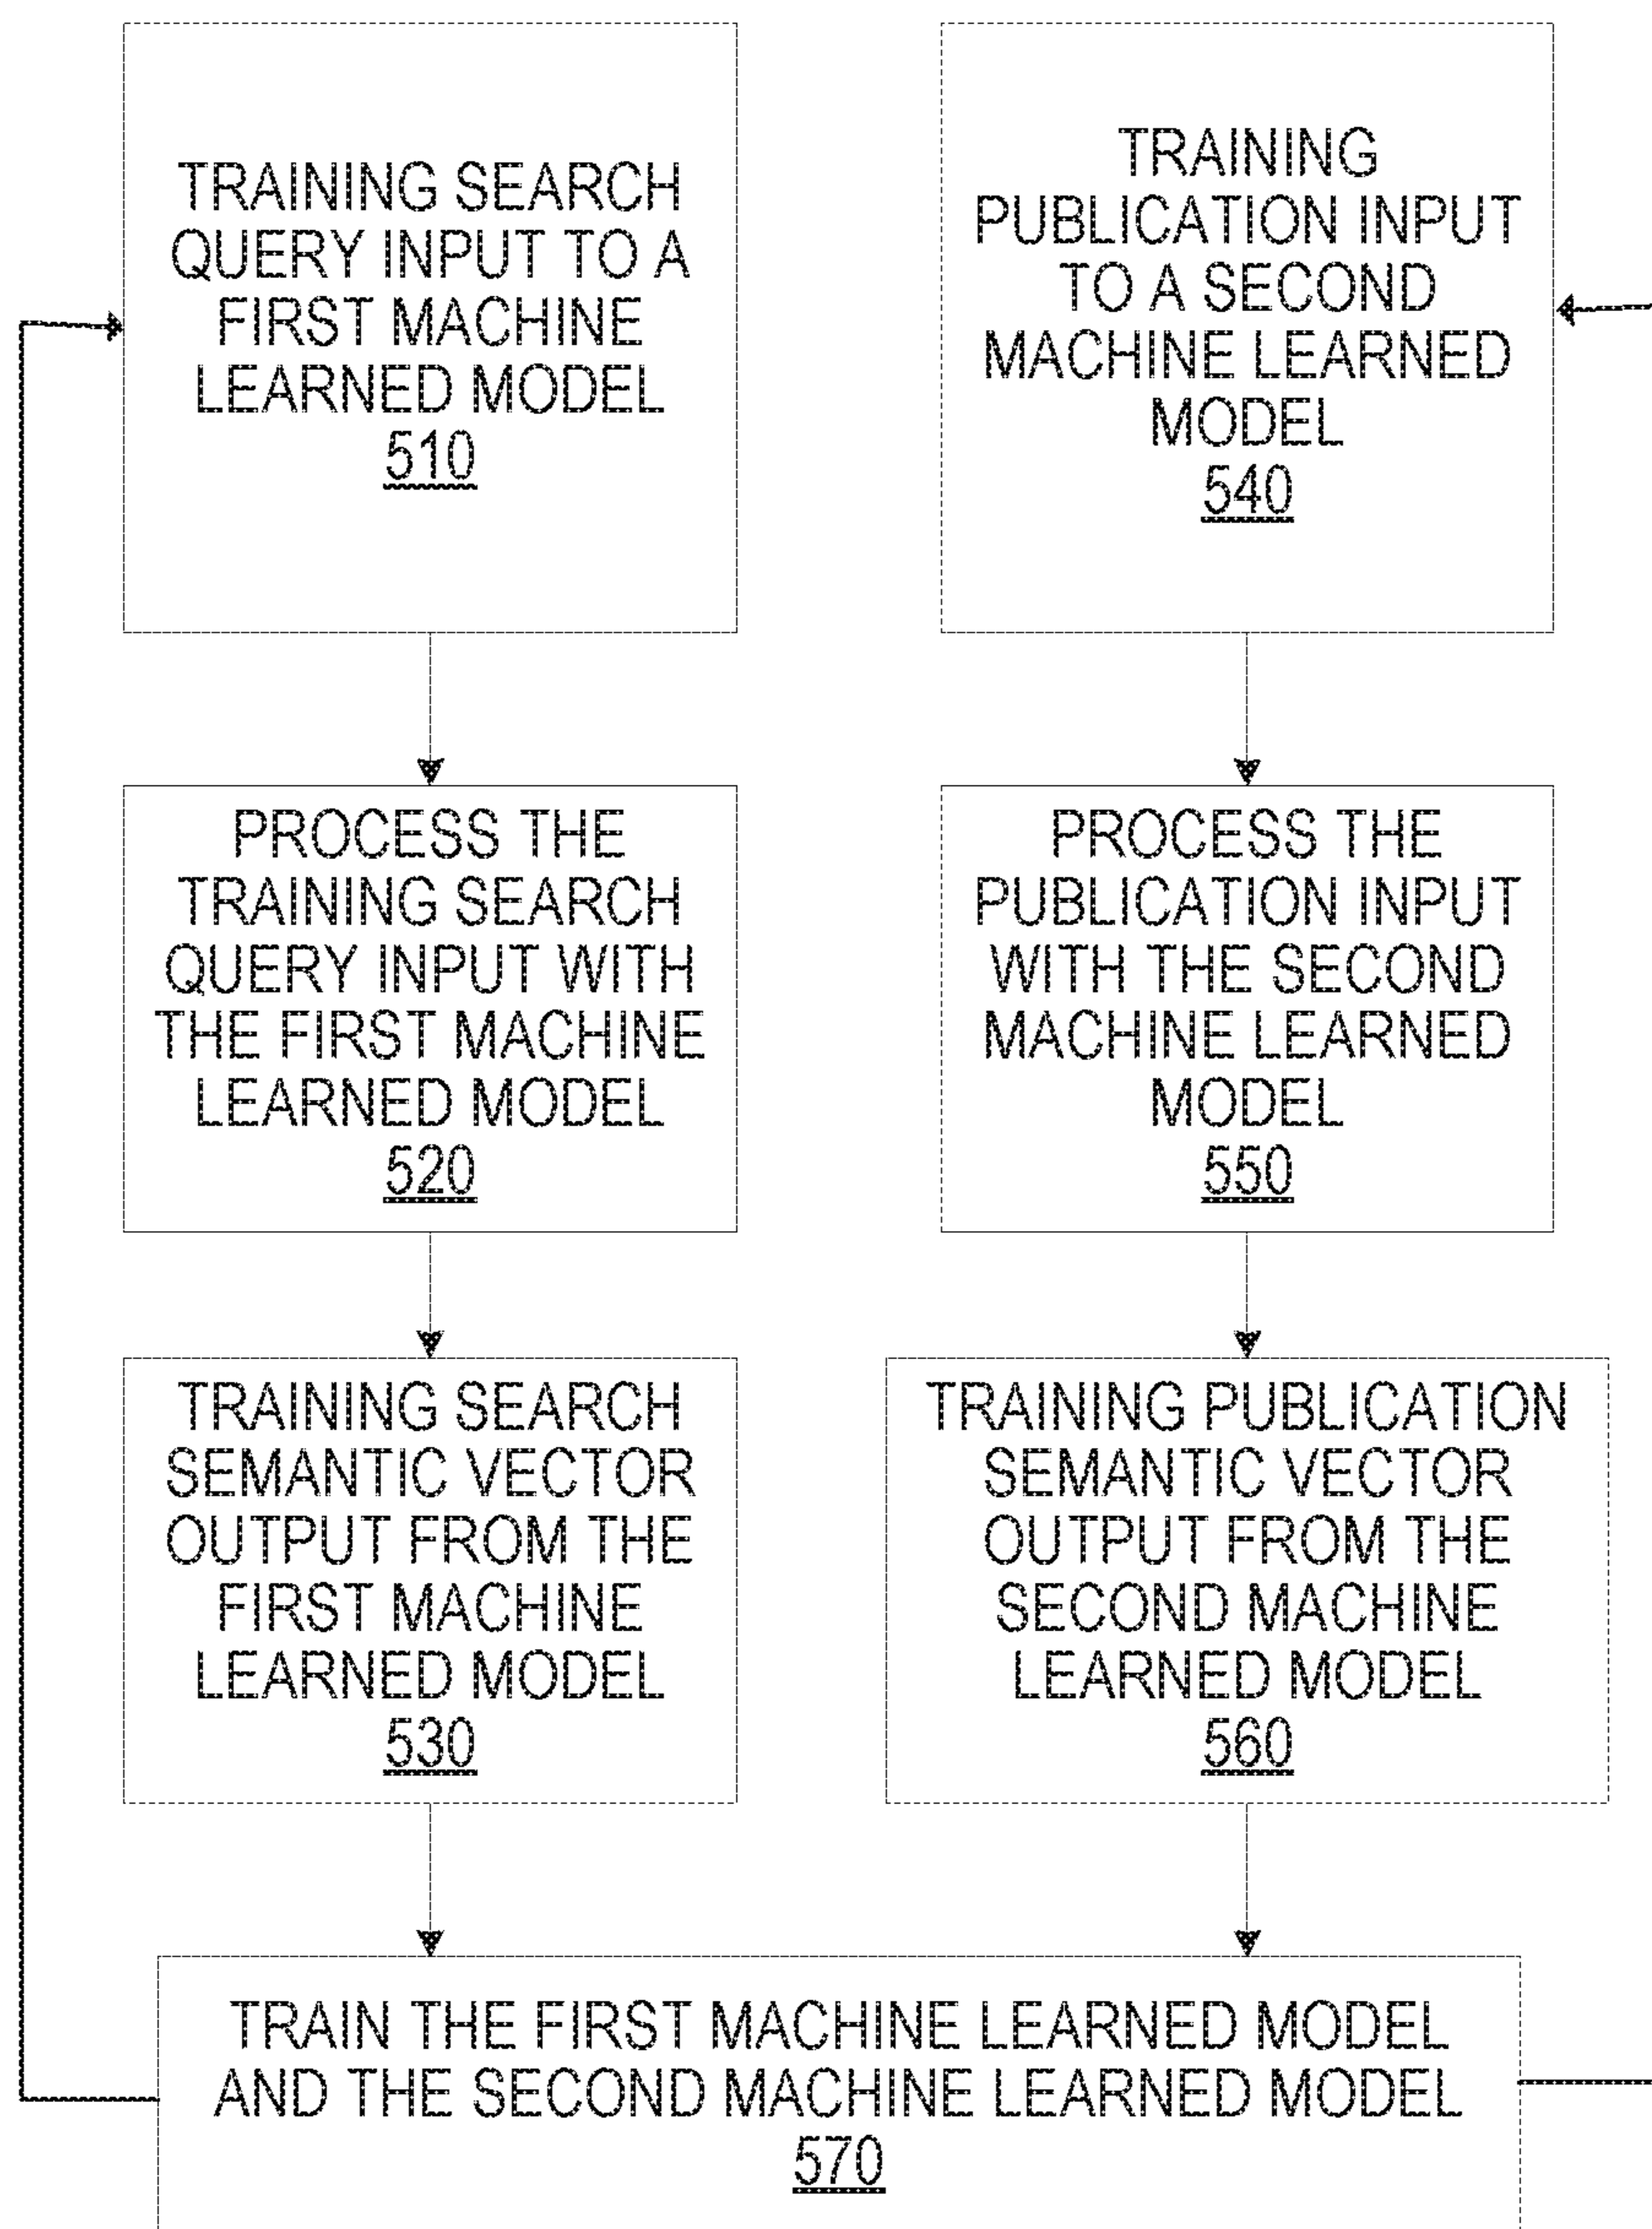 TRAINING SEARCH
QUERY INPUT TO A
FIRST MACHINE
LEARNED MODEL
510
PROCESS THE
TRAINING SEARCH
QUERY INPUT WITH
THE FIRST MACHINE
LEARNED MODEL
520
TRAINING SEARCH
SEMANTIC VECTOR
OUTPUT FROM THE
FIRST MACHINE
LEARNED MODEL
530
TRAINING
PUBLICATION INPUT
TO A SECOND
MACHINE LEARNED
MODEL
540
PROCESS THE
PUBLICATION INPUT
WITH THE SECOND
MACHINE LEARNED
MODEL
550
TRAINING PUBLICATION
SEMANTIC VECTOR
OUTPUT FROM THE
SECOND MACHINE
LEARNED MODEL
560
TRAIN THE FIRST MACHINE LEARNED MODEL
AND THE SECOND MACHINE LEARNED MODEL
570